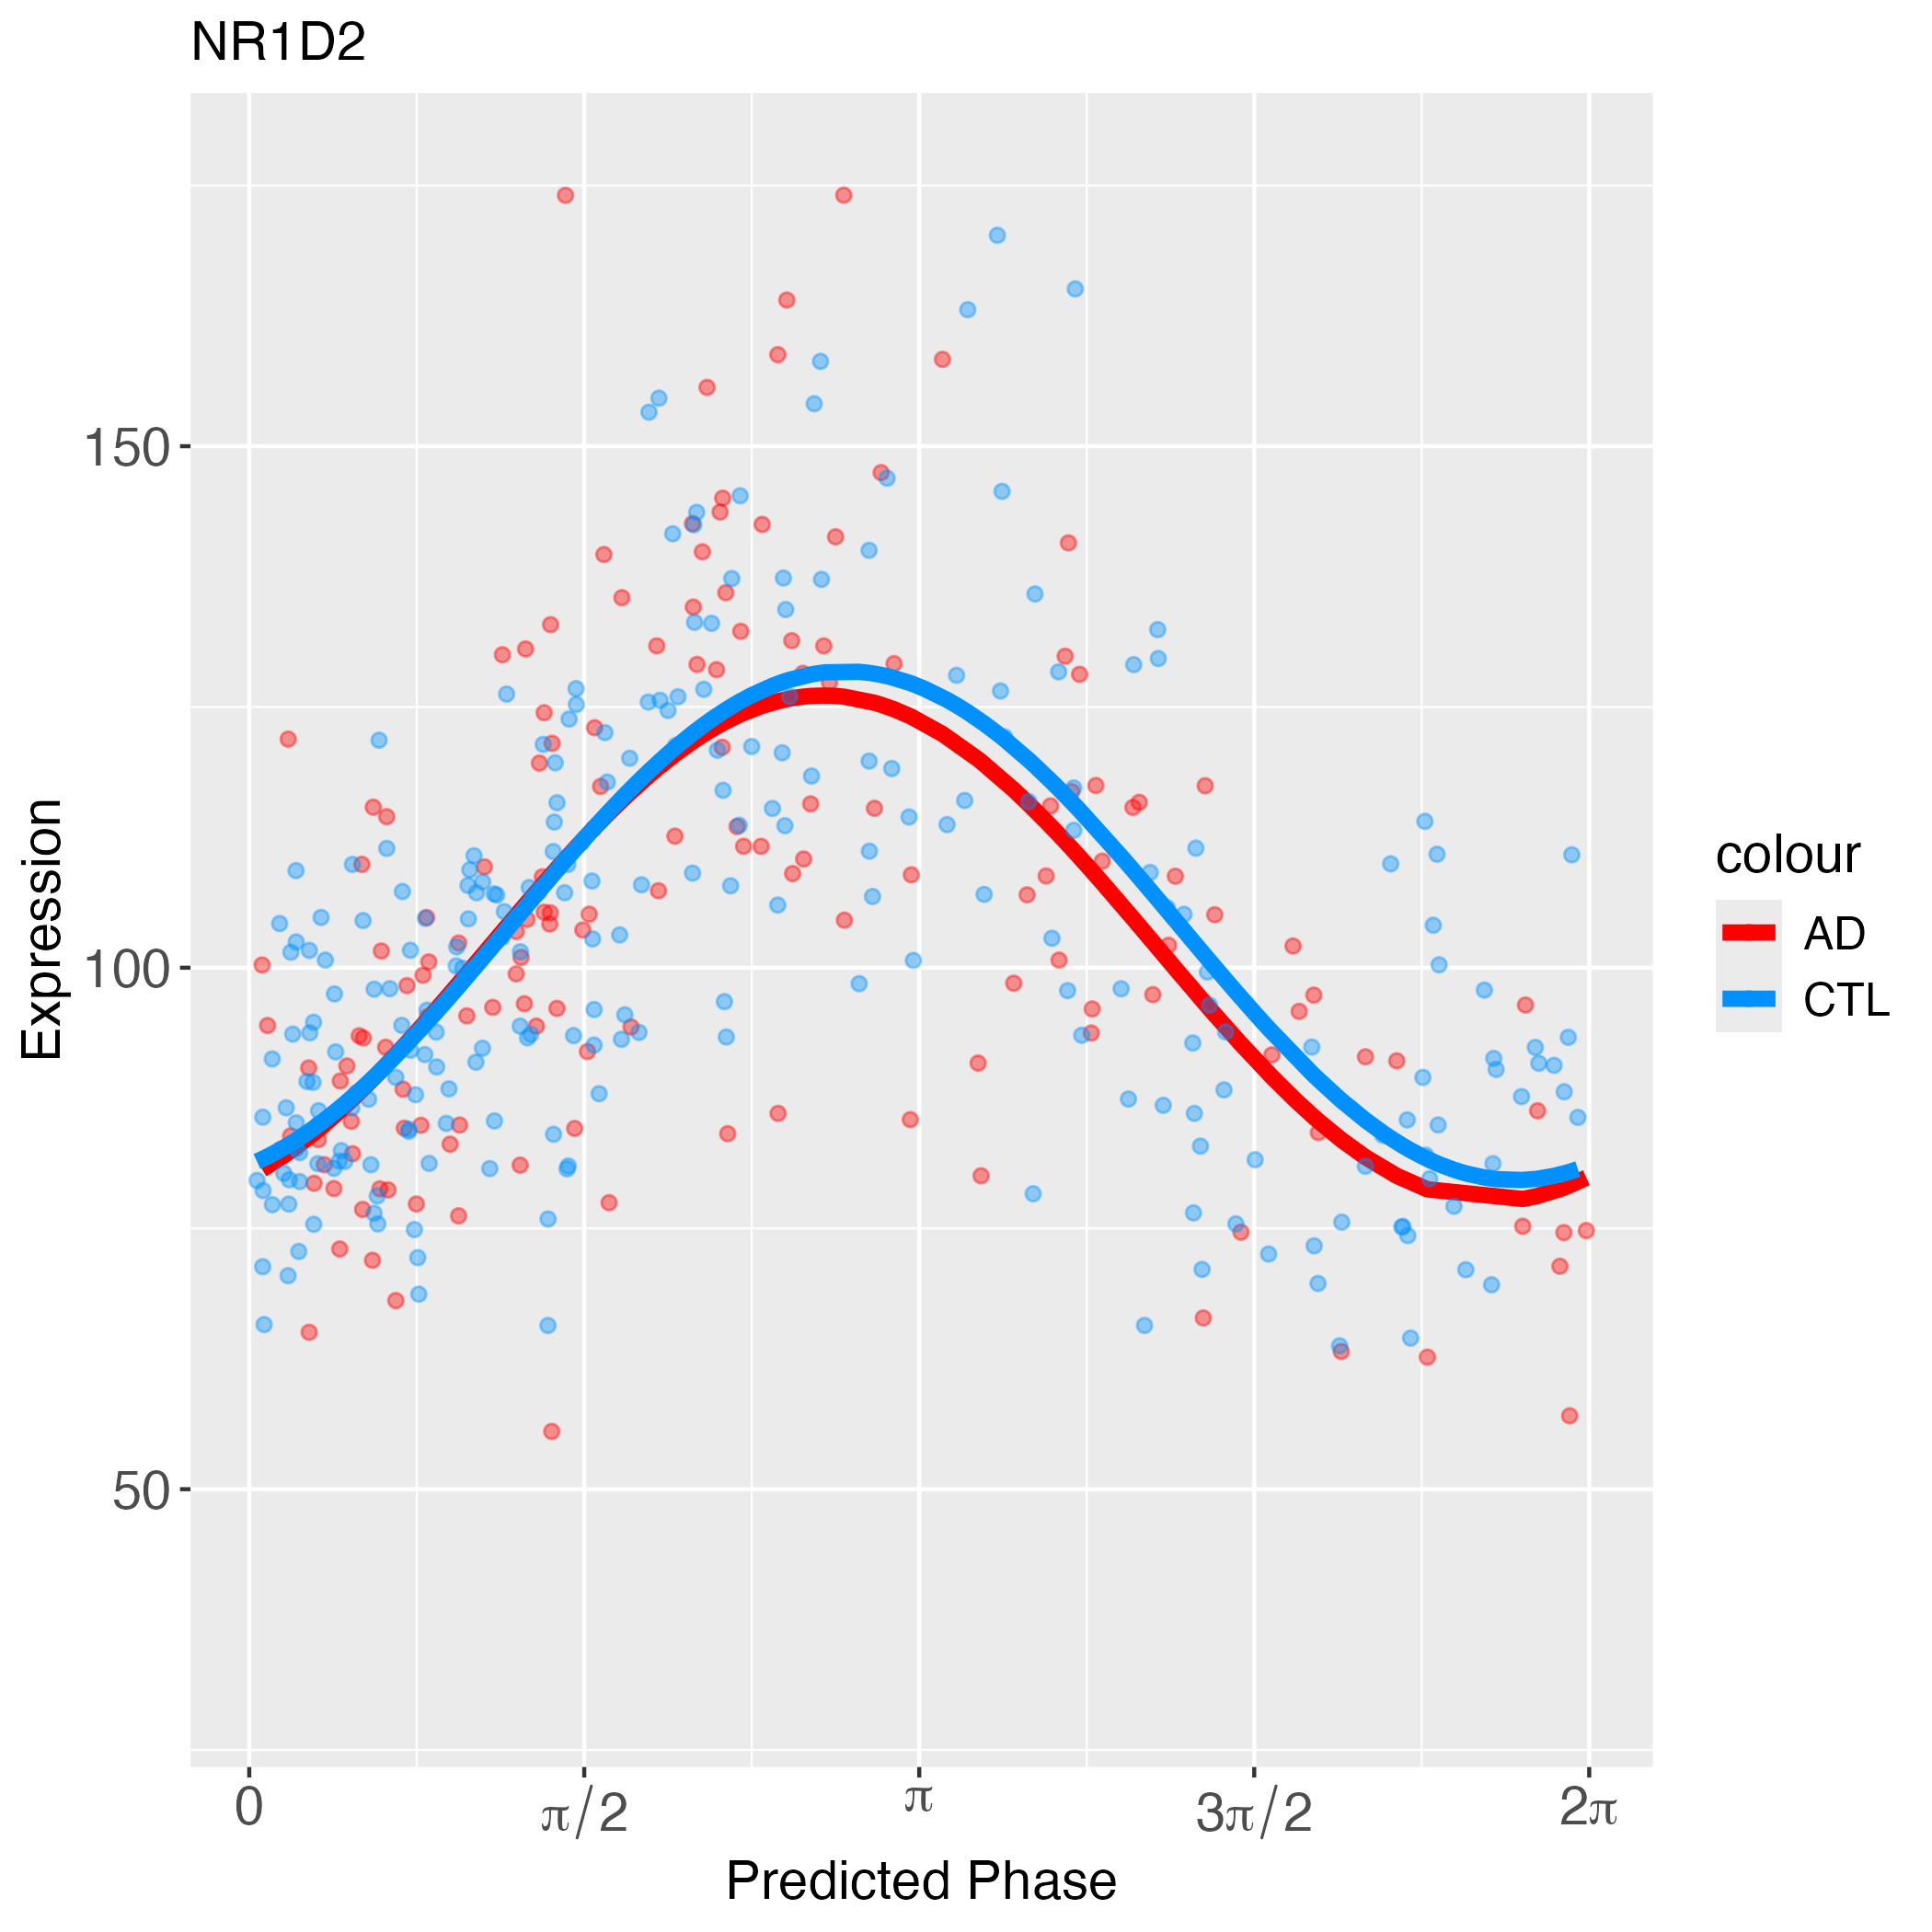 NR1D2
Expression
150
100
50
0
π/2
π
3π/2
2π
Predicted Phase
colour
AD
CTL